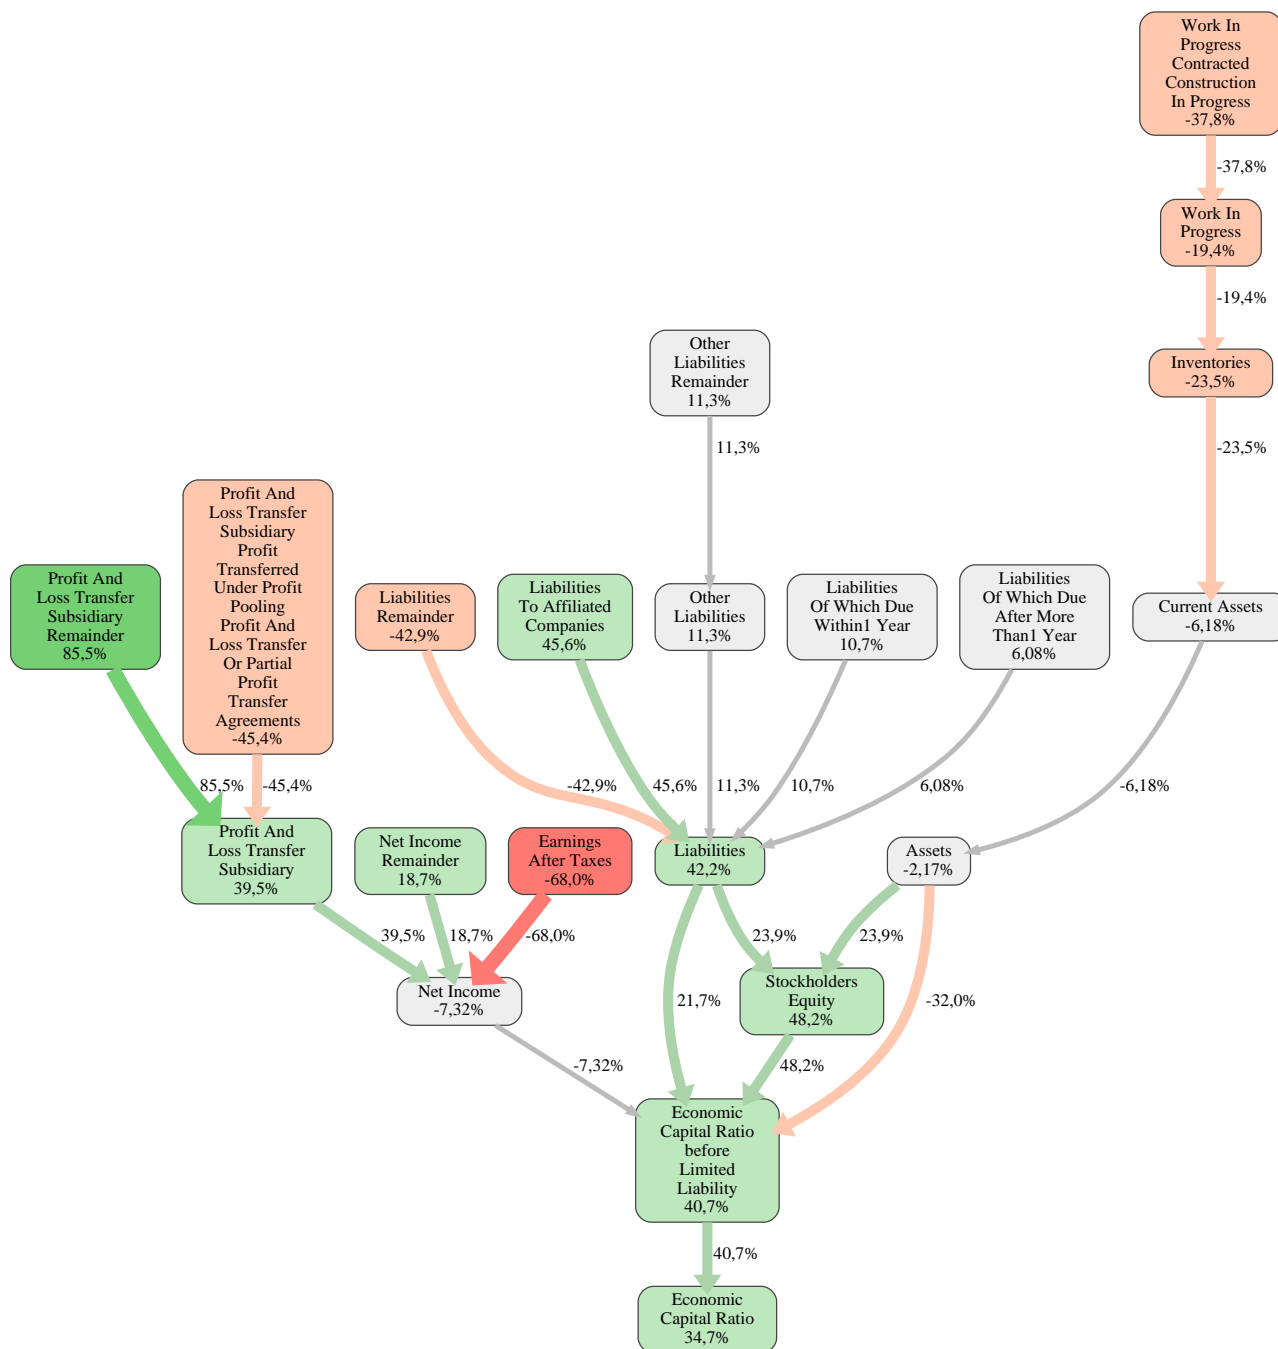 Work In
Progress
Contracted
Construction
In Progress
-37,8%
-37,8%
Work In
Progress
-19,4%
-19,4%
Other
Liabilities
Remainder
11,3%
Inventories
-23,5%
11,3%
-23,5%
Profit And
Loss Transfer
Subsidiary
Profit
Transferred
Under Profit
Pooling
Profit And
Loss Transfer
Or Partial
Profit
Transfer
Agreements
-45,4%
Profit And
Loss Transfer
Subsidiary
Remainder
85,5%
Liabilities
Remainder
-42,9%
Liabilities
To Affiliated
Companies
45,6%
Other
Liabilities
11,3%
Liabilities
Of Which Due
Within1 Year
10,7%
Liabilities
Of Which Due
After More
Than1 Year
6,08%
Current Assets
-6,18%
85,5%
-45,4%
-42,9%
45,6%
11,3%
10,7%
6,08%
-6,18%
Profit And
Loss Transfer
Subsidiary
39,5%
Net Income
Remainder
18,7%
Earnings
After Taxes
-68,0%
Liabilities
42,2%
Assets
-2,17%
39,5%
18,7%
-68,0%
23,9%
23,9%
Net Income
-7,32%
21,7%
Stockholders
Equity
48,2%
-32,0%
-7,32%
48,2%
Economic
Capital Ratio
before
Limited
Liability
40,7%
40,7%
Economic
Capital Ratio
34,7%